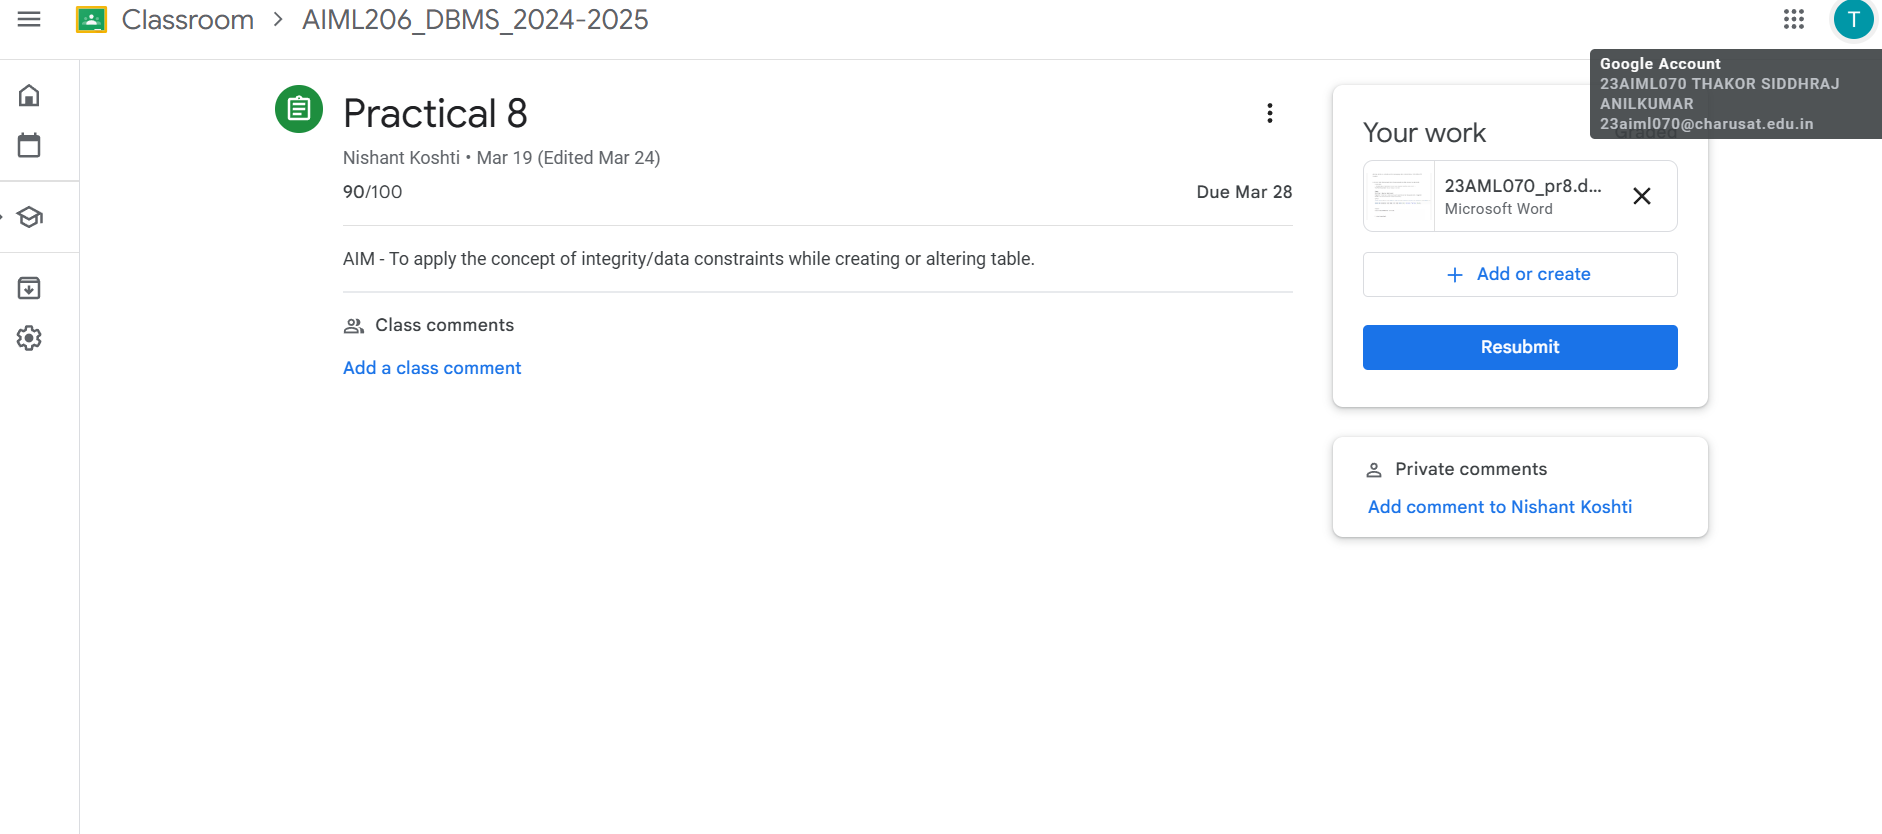 Classroom > AIML206_DBMS_2024-2025
T
Google Account
23AIML070 THAKOR SIDDHRAJ
ANILKUMAR
23aiml070@charusat.edu.in
Practical 8
Nishant Koshti • Mar 19 (Edited Mar 24)
90/100
Due Mar 28
AIM - To apply the concept of integrity/data constraints while creating or altering table.
Class comments
Add a class comment
Your work
Graded
23AML070_pr8.d...
Microsoft Word
+ Add or create
Resubmit
Private comments
Add comment to Nishant Koshti